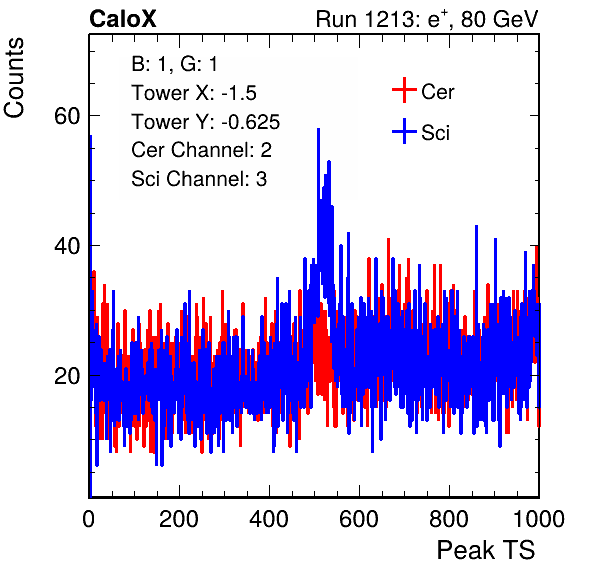 CaloX
Run 1213: e⁺, 80 GeV
Counts
B: 1, G: 1
Tower X: -1.5
Tower Y: -0.625
Cer Channel: 2
Sci Channel: 3
Cer
Sci
60
40
20
0 200 400 600 800 1000
Peak TS